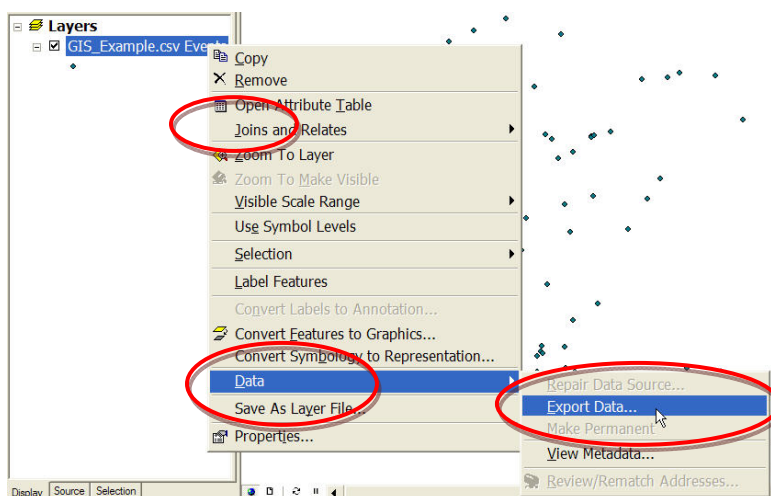 Layers
GIS_Example.csv Events
Copy
Remove
Open Attribute Table
Joins and Relates
Zoom To Layer
Zoom To Make Visible
Visible Scale Range
Use Symbol Levels
Selection
Label Features
Convert Labels to Annotation...
Convert Features to Graphics...
Convert Symbology to Representation...
Data
Save As Layer File...
Properties...
Repair Data Source...
Export Data...
Make Permanent
View Metadata...
Review/Rematch Addresses...
Display Source Selection